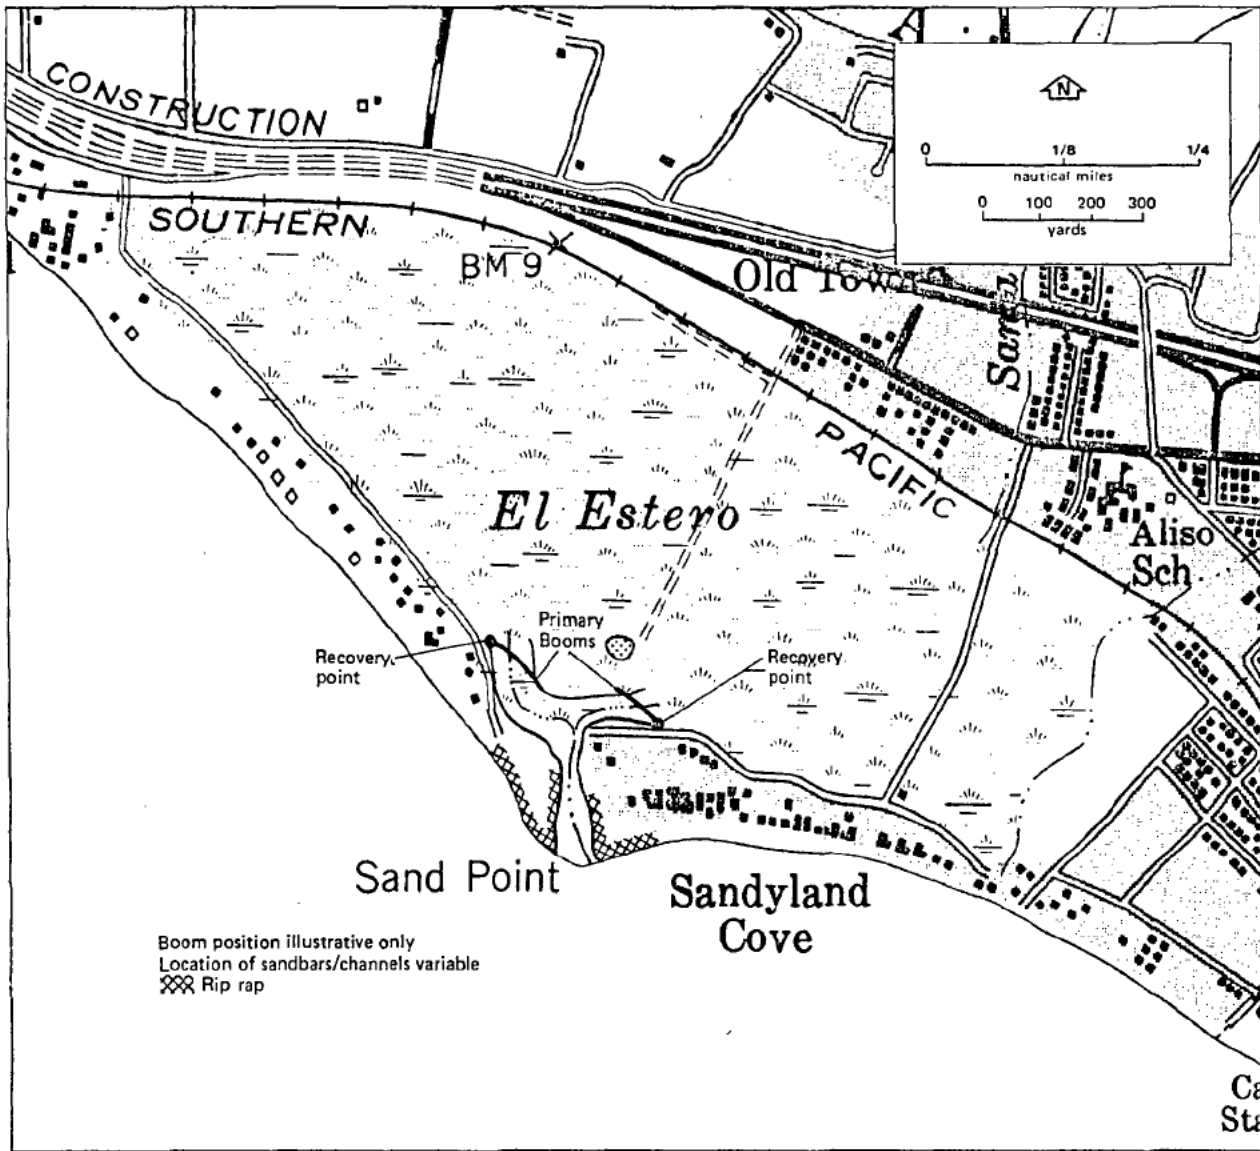 CONSTRUCTION
N
0 1/8 1/4
nautical miles
0 100 200 300
yards
SOUTHERN
BM 9
Old Town
PACIFIC
El Estero
Aliso
Sch
Primary
Booms
Recovery
point
Recovery
point
Sand Point
Sandyland
Cove
Boom position illustrative only
Location of sandbars/channels variable
Rip rap
Ca
Sta